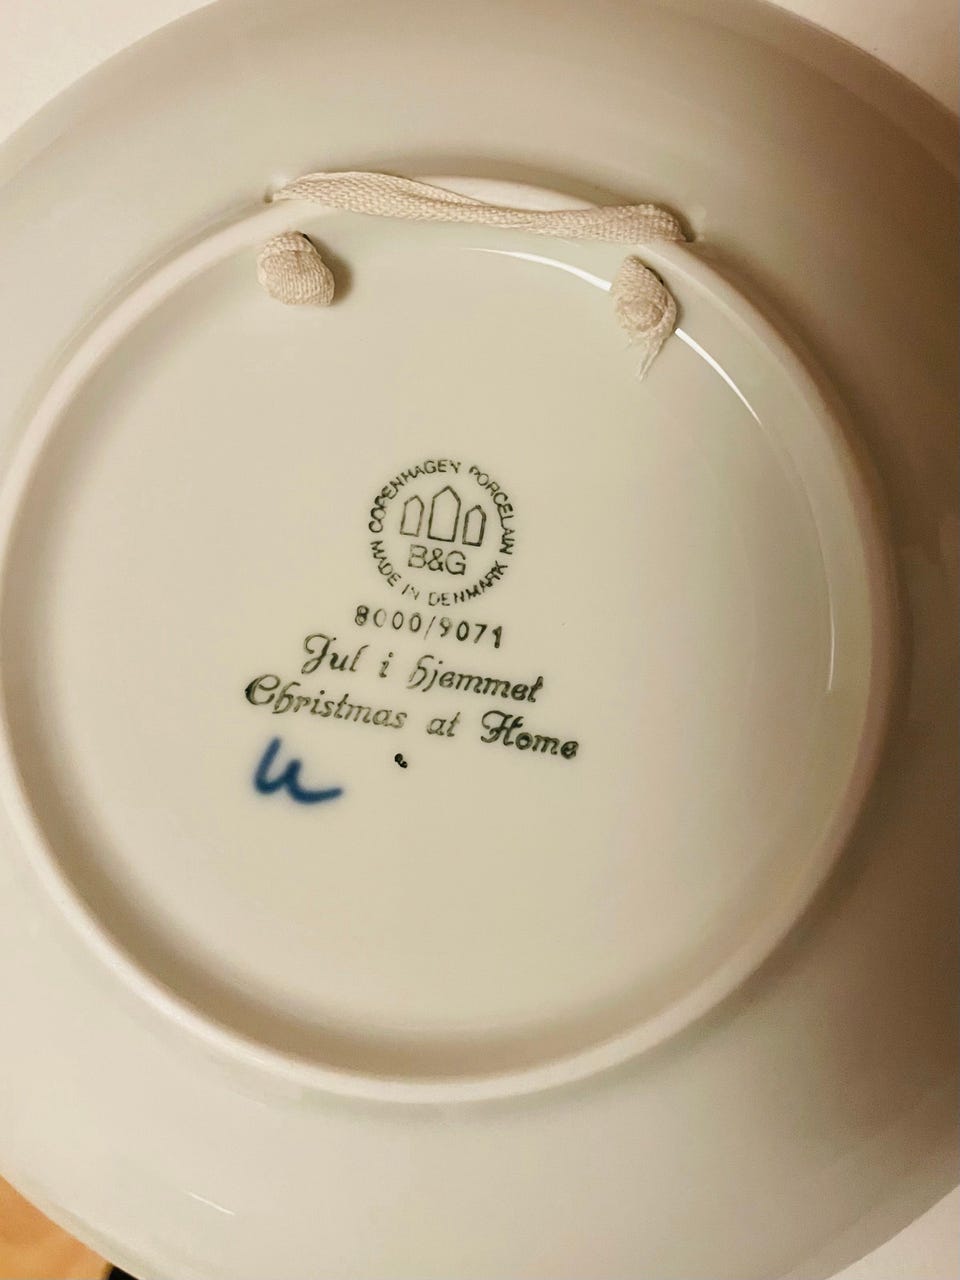 COPENHAGEN PORCELAIN
B&G
MADE IN DENMARK
8000/9071
Jul i hjemmet
Christmas at Home